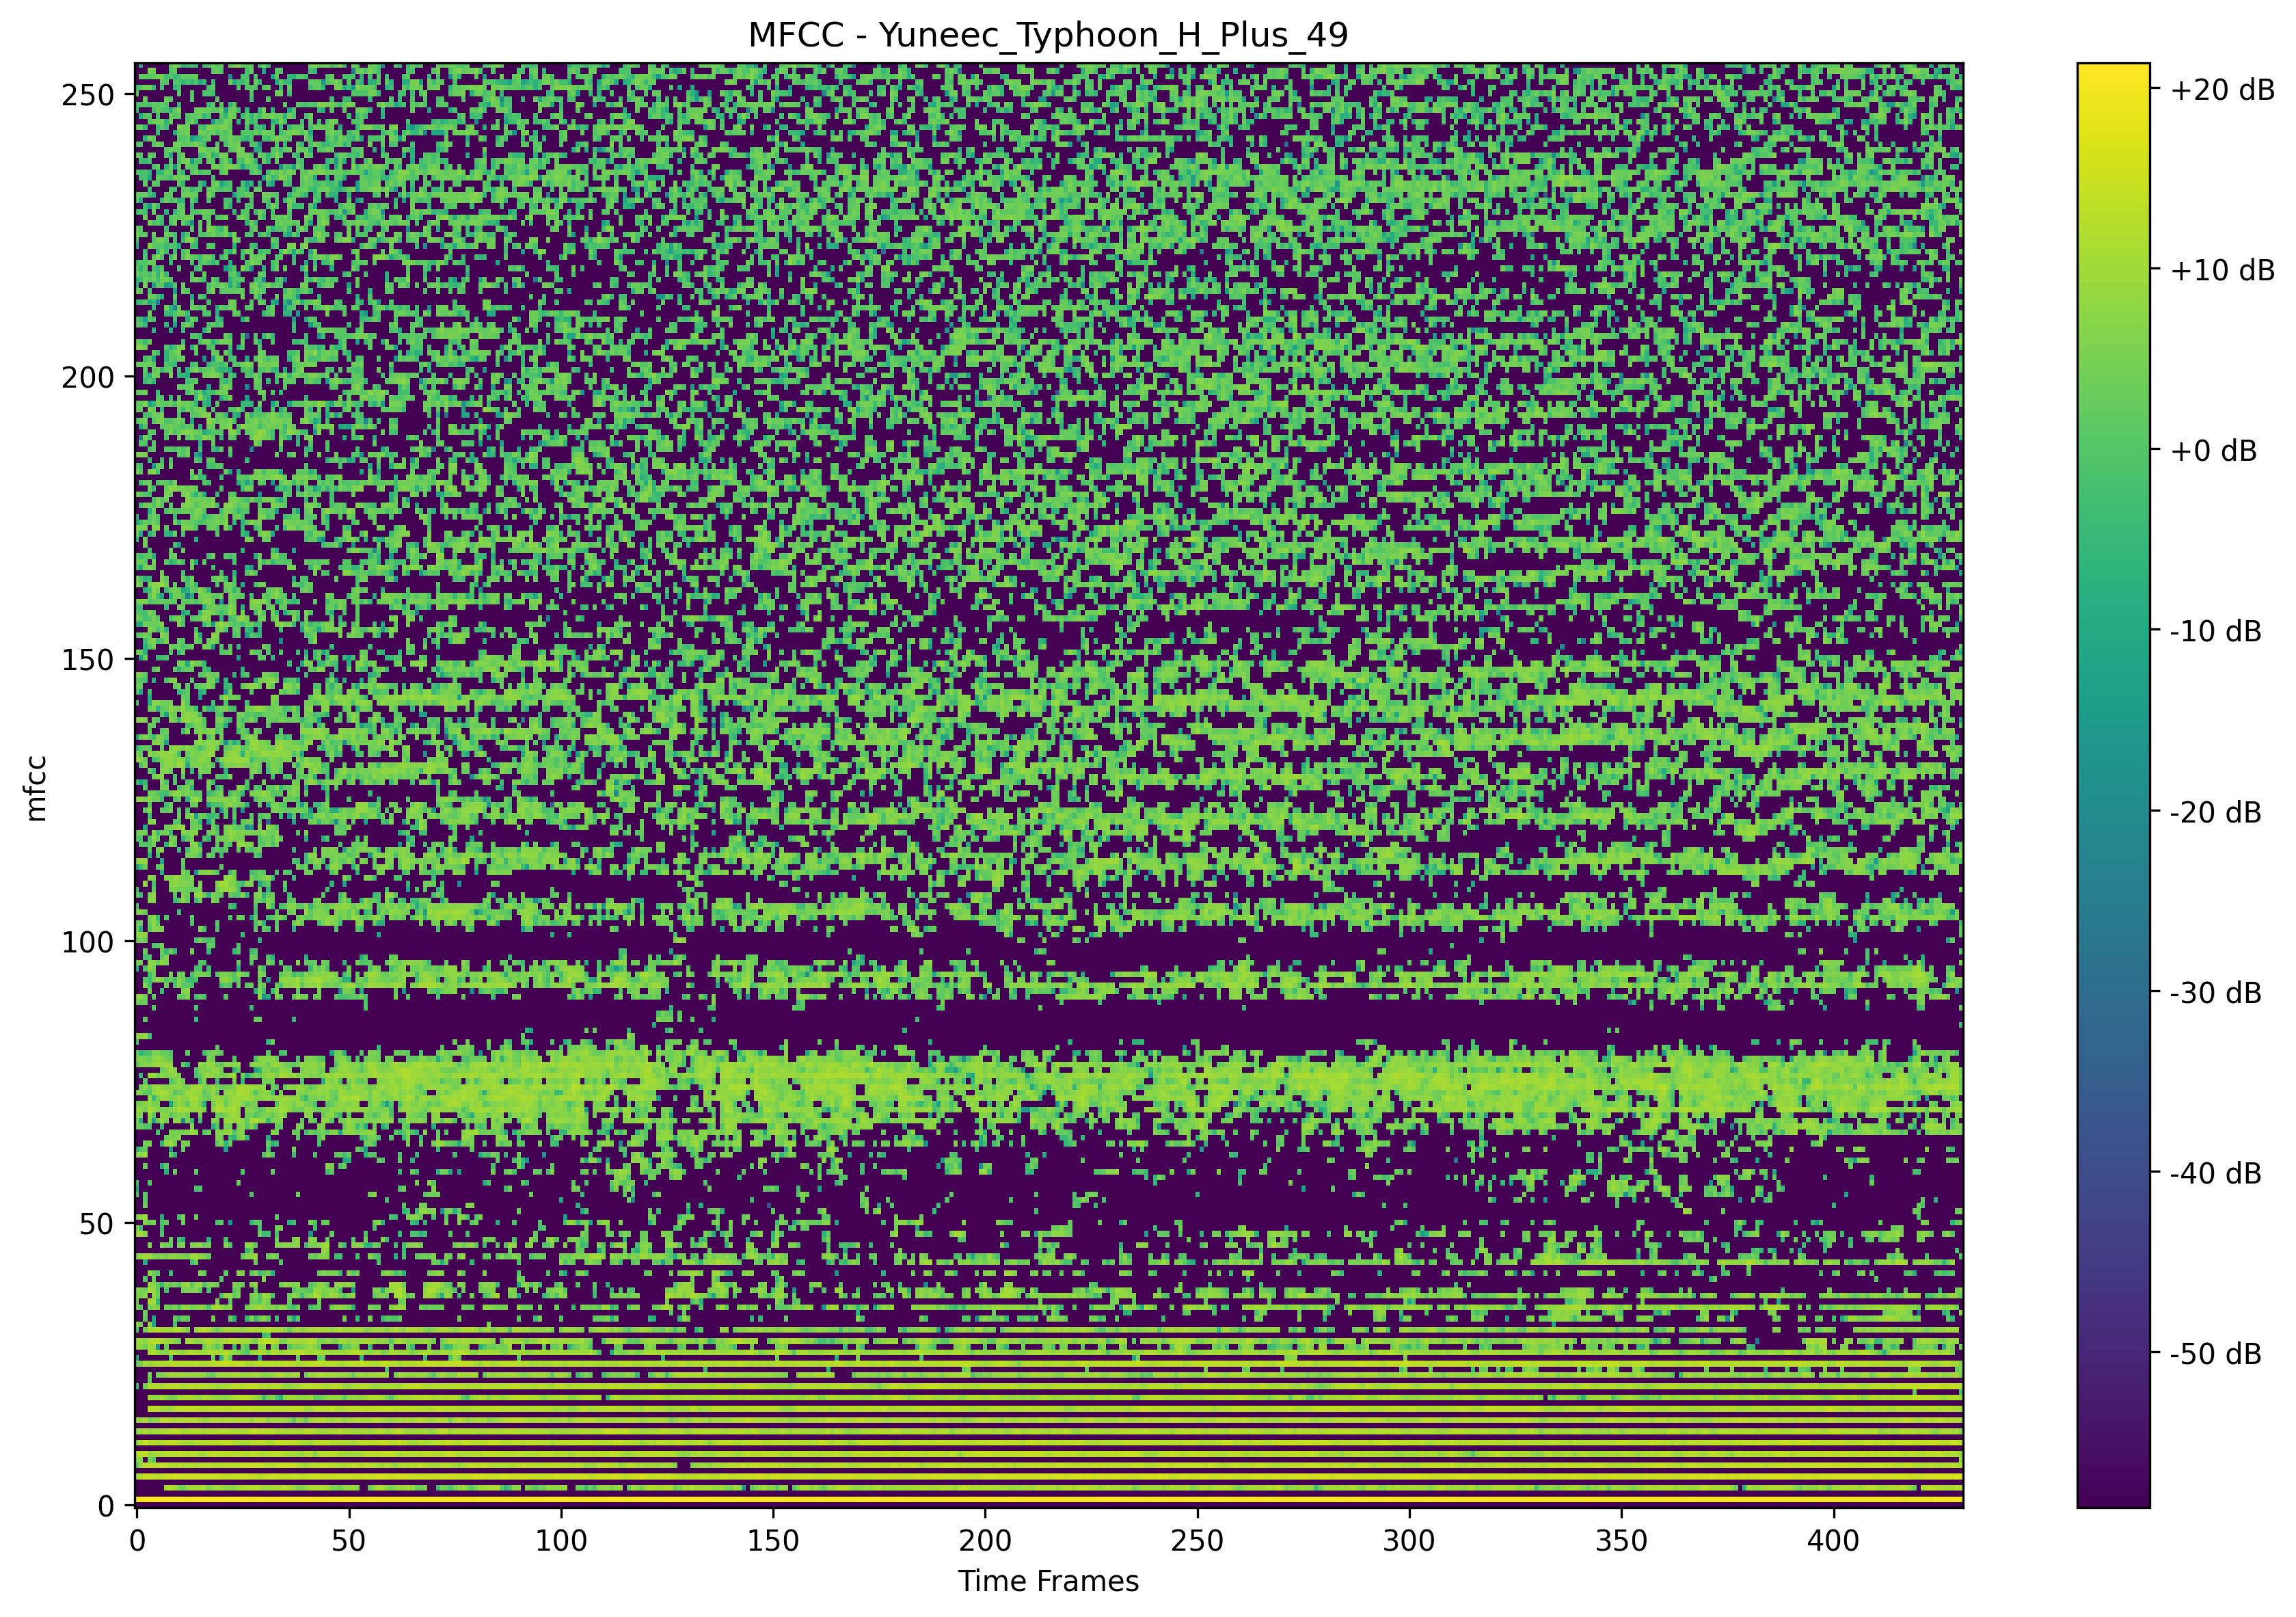 MFCC - Yuneec_Typhoon_H_Plus_49
mfcc
250
200
150
100
50
0
0 50 100 150 200 250 300 350 400
Time Frames
+20 dB
+10 dB
+0 dB
-10 dB
-20 dB
-30 dB
-40 dB
-50 dB